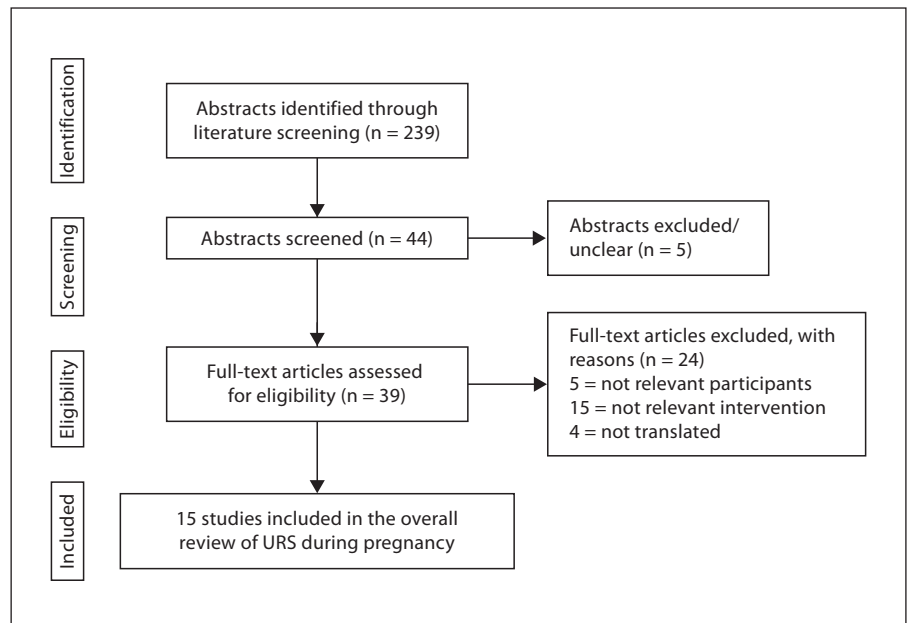 Identification
Abstracts identified through
literature screening (n = 239)
Screening
Abstracts screened (n = 44)
Abstracts excluded/
unclear (n = 5)
Eligibility
Full-text articles assessed
for eligibility (n = 39)
Full-text articles excluded, with
reasons (n = 24)
5 = not relevant participants
15 = not relevant intervention
4 = not translated
Included
15 studies included in the overall
review of URS during pregnancy